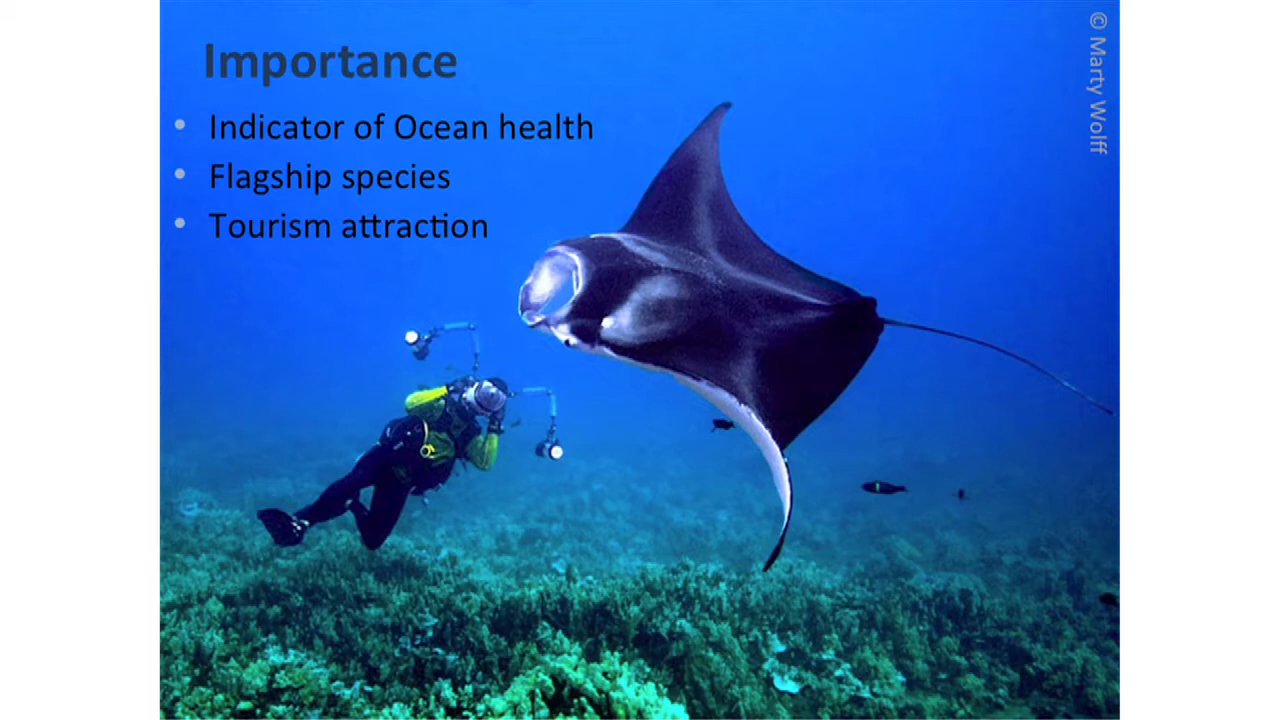 Importance
• Indicator of Ocean health
• Flagship species
• Tourism attraction
© Marty Wolff